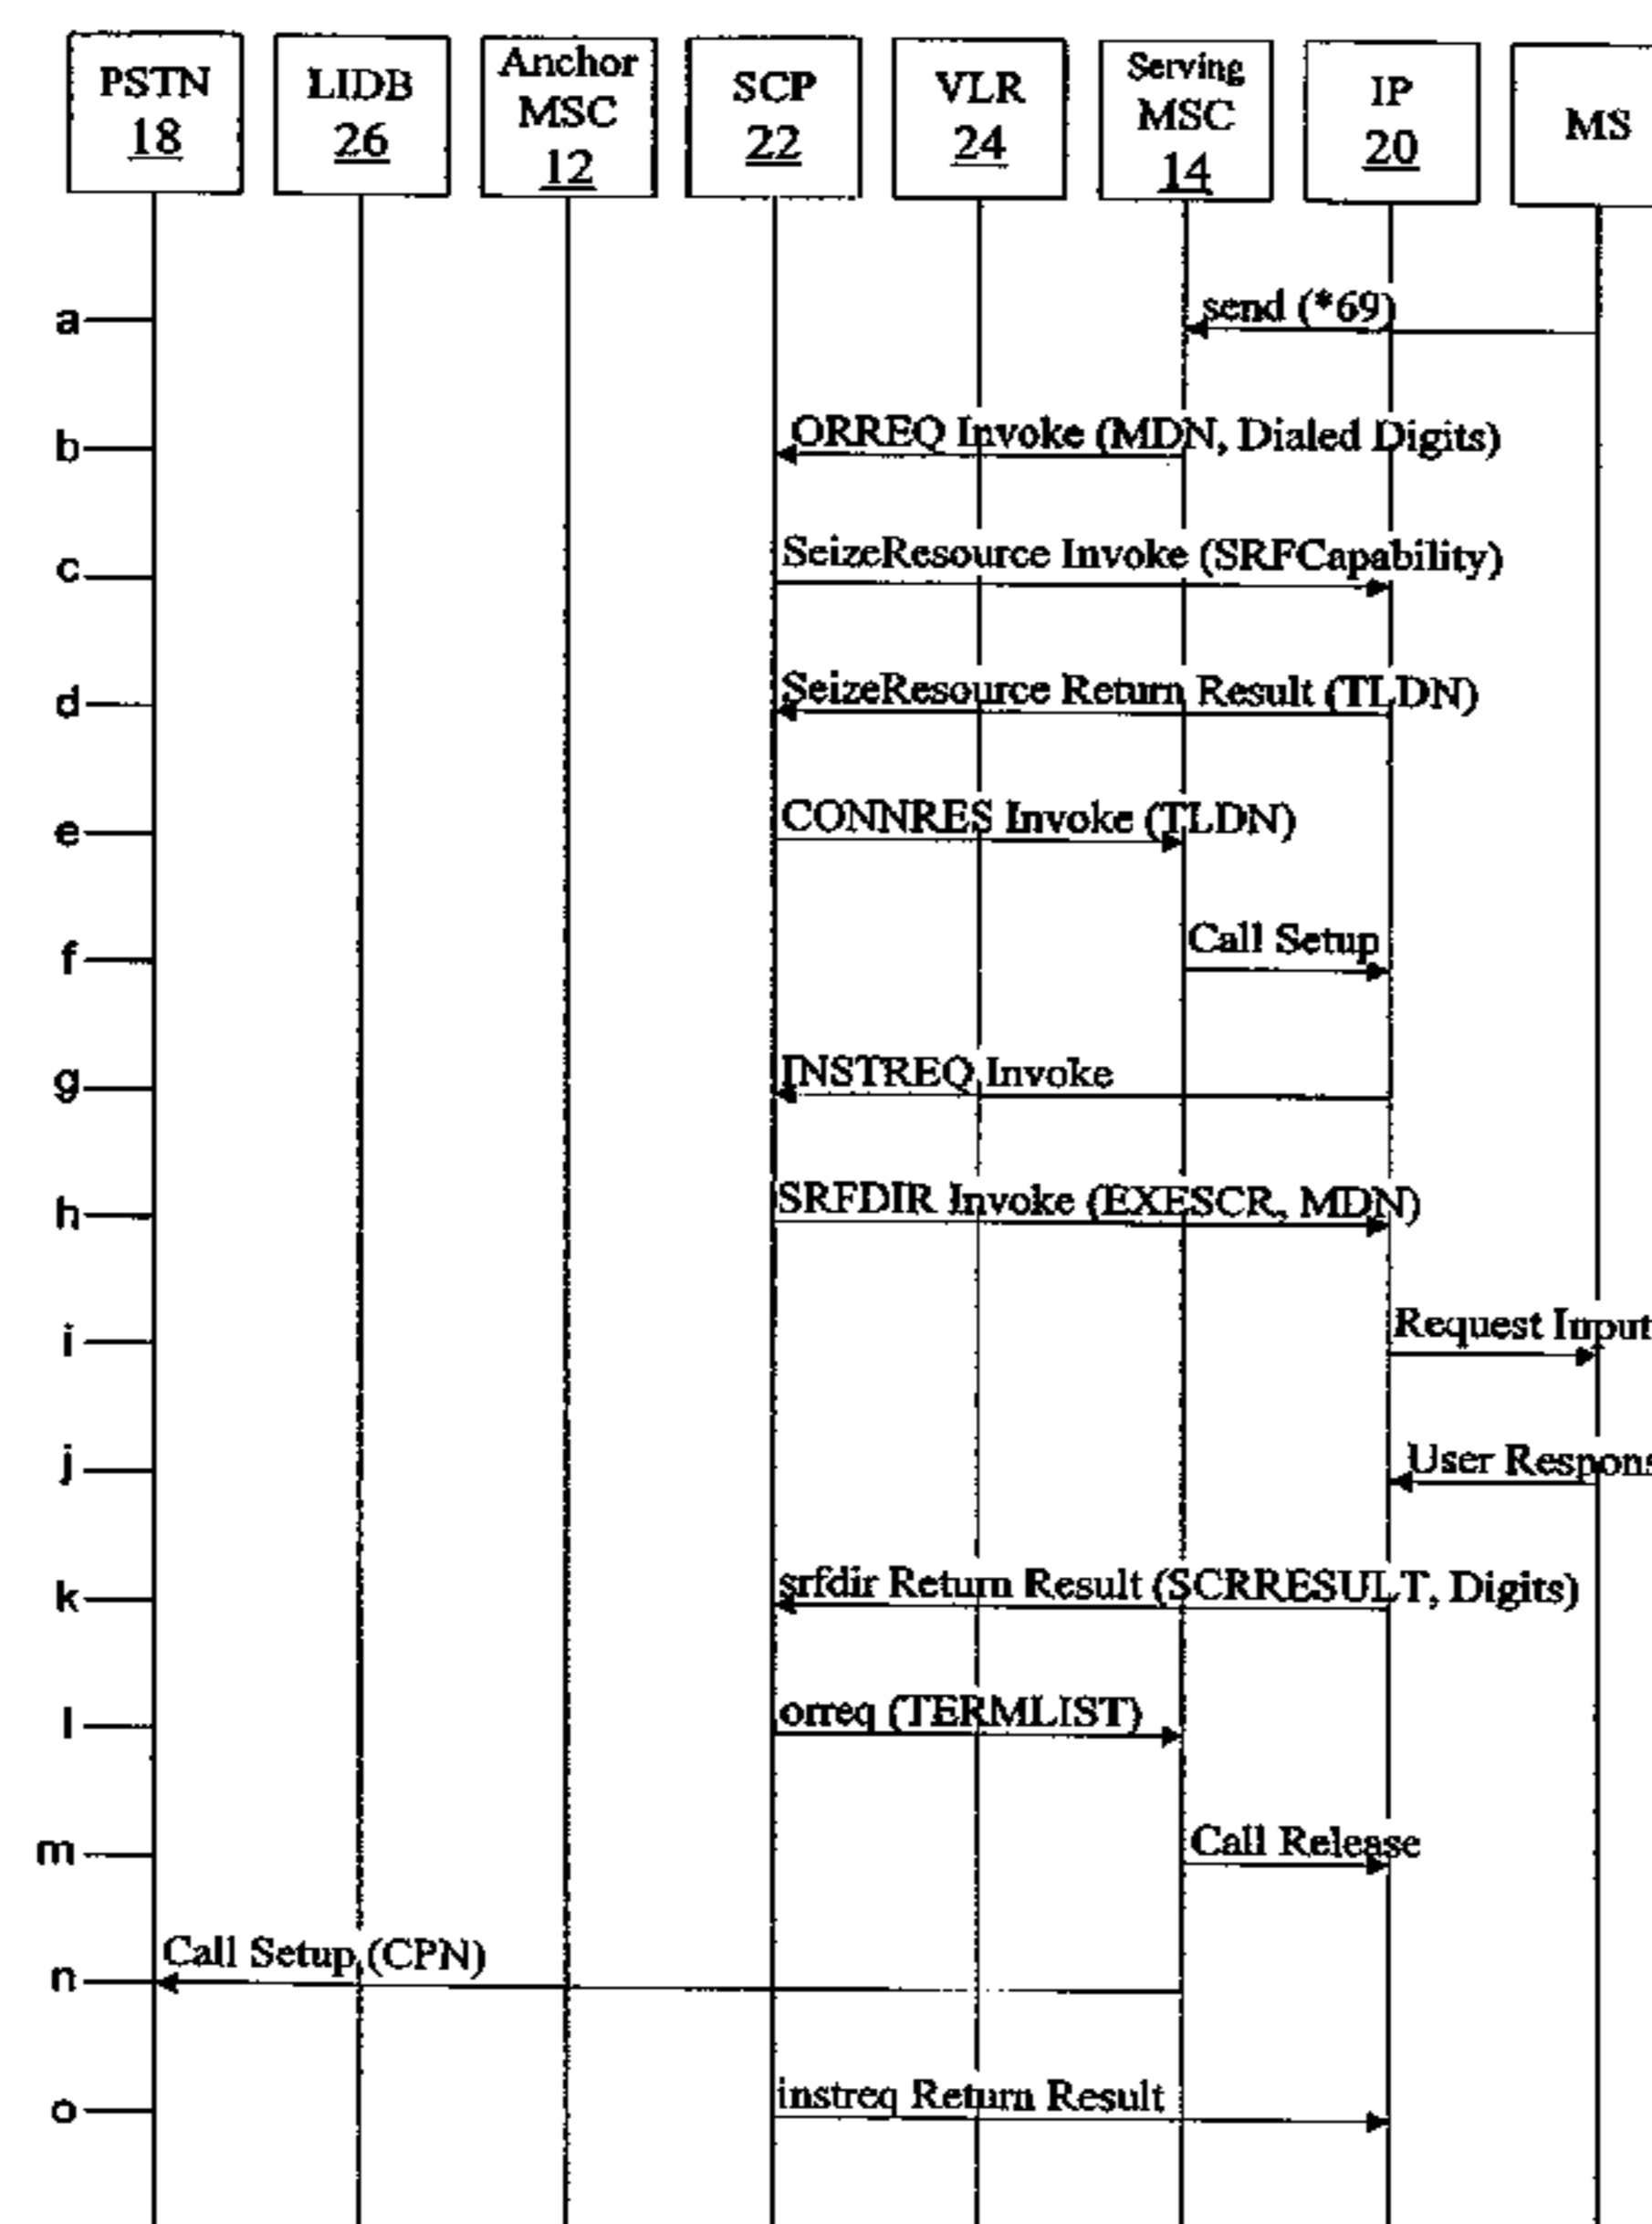 PSTN
18
LIDB
26
Anchor
MSC
12
SCP
22
VLR
24
Serving
MSC
14
IP
20
MS
a
send (*69)
b
ORREQ Invoke (MDN, Dialed Digits)
c
SeizeResource Invoke (SRFCapability)
d
SeizeResource Return Result (TLDN)
e
CONNRES Invoke (TLDN)
f
Call Setup
g
INSTREQ Invoke
h
SRFDIR Invoke (EXESCR, MDN)
i
Request Input
j
User Respons
k
srfdir Return Result (SCRRESULT, Digits)
l
orreq (TERMLIST)
m
Call Release
n
Call Setup (CPN)
o
instreq Return Result